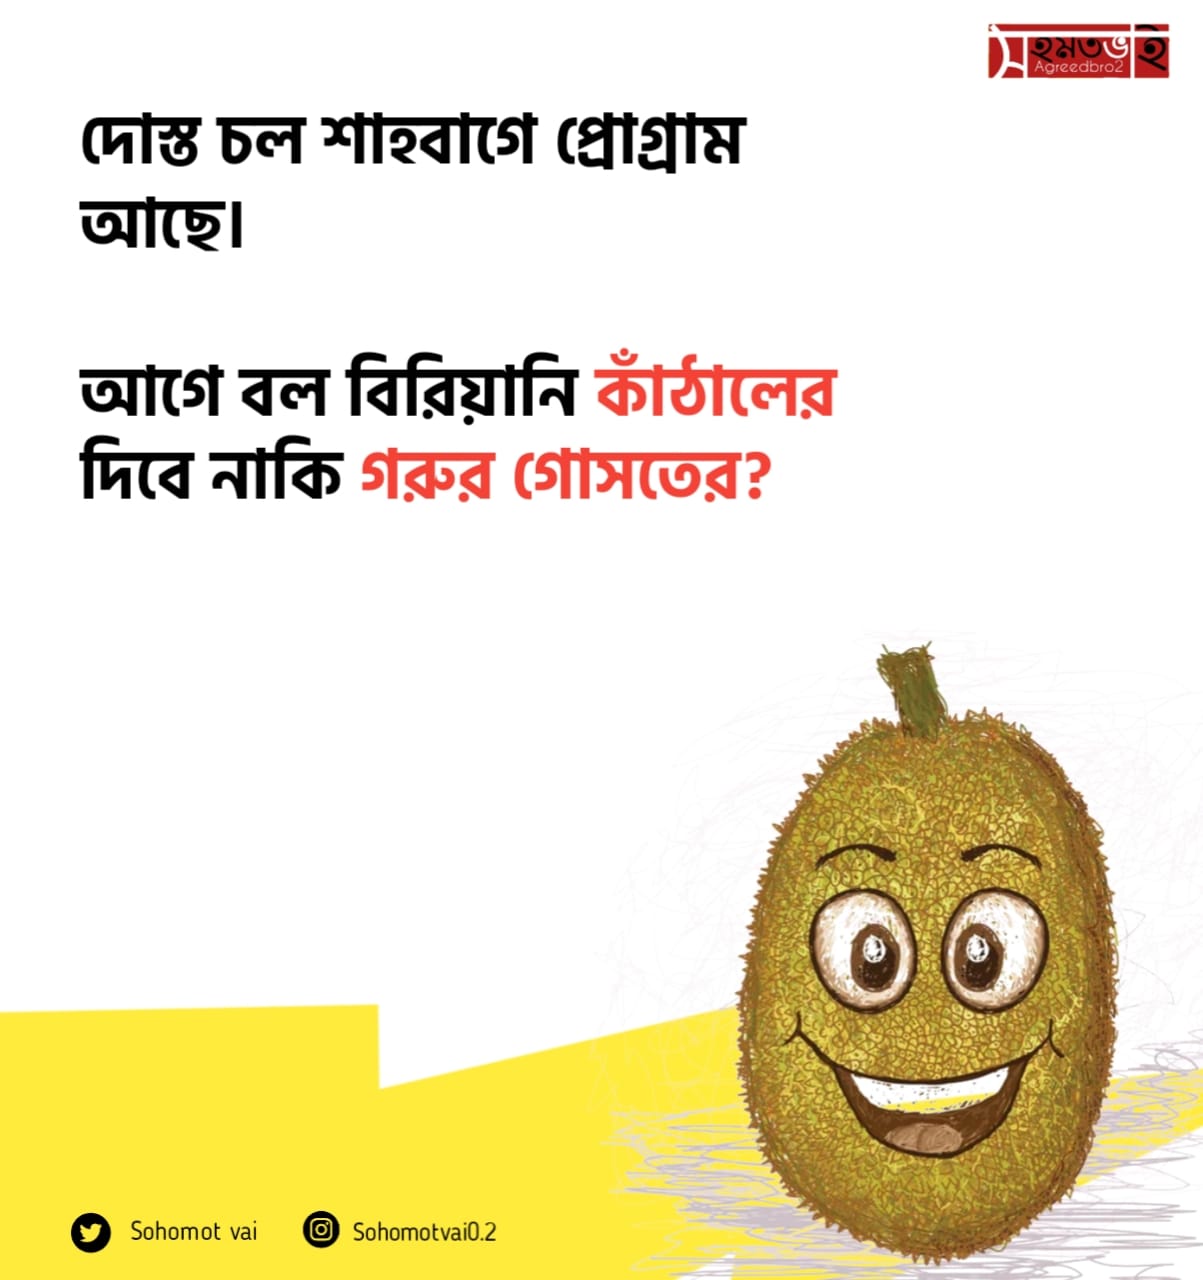 সহমতভাই
Agreedbro2
দোস্ত চল শাহবাগে প্রোগ্রাম
আছে।
আগে বল বিরিয়ানি কাঁঠালের
দিবে নাকি গরুর গোসতের?
Sohomot vai
Sohomotvai0.2